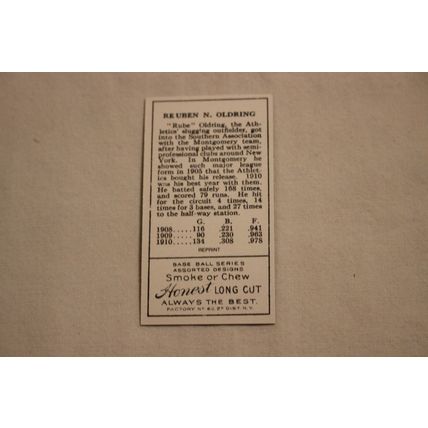 REUBEN N. OLDRING
"Rube" Oldring, the Ath-
letics' slugging outfielder, got
into the Southern Association
with the Montgomery team,
after having played with semi-
professional clubs around New
York. In Montgomery he
showed such major league
form in 1905 that the Athlet-
ics bought his release. 1910
was his best year with them.
He batted safely 168 times,
and scored 79 runs. He hit
for the circuit 4 times, 14
times for 3 bases, and 27 times
to the half-way station.
G. B. F.
1908.....116 .221 .941
1909..... 90 .230 .963
1910.....134 .308 .978
REPRINT
BASE BALL SERIES
ASSORTED DESIGNS
Smoke or Chew
Honest LONG CUT
ALWAYS THE BEST.
FACTORY Nº 62. 2ᴰ DIST. N.Y.